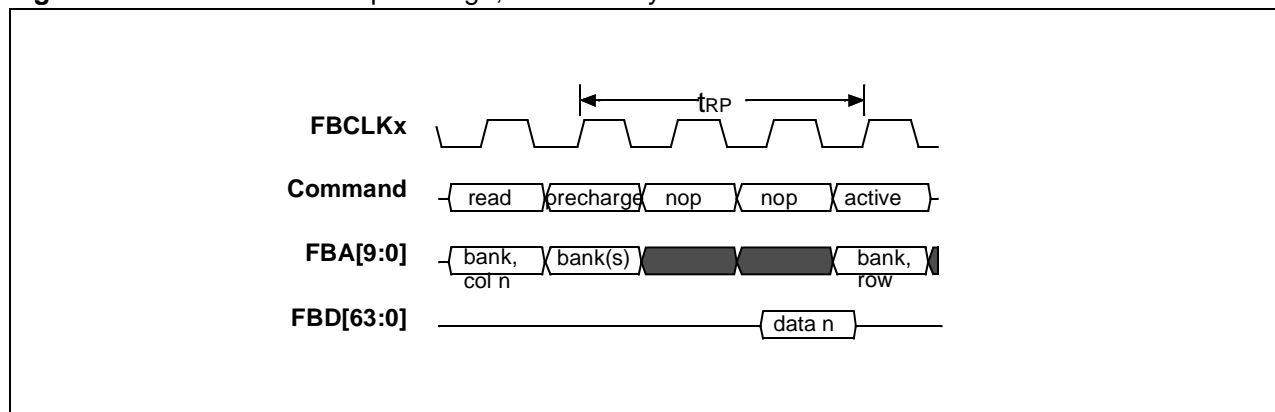 tRP
FBCLKx
Command read precharge nop nop active
FBA[9:0] bank, col n bank(s) bank, row
FBD[63:0] data n